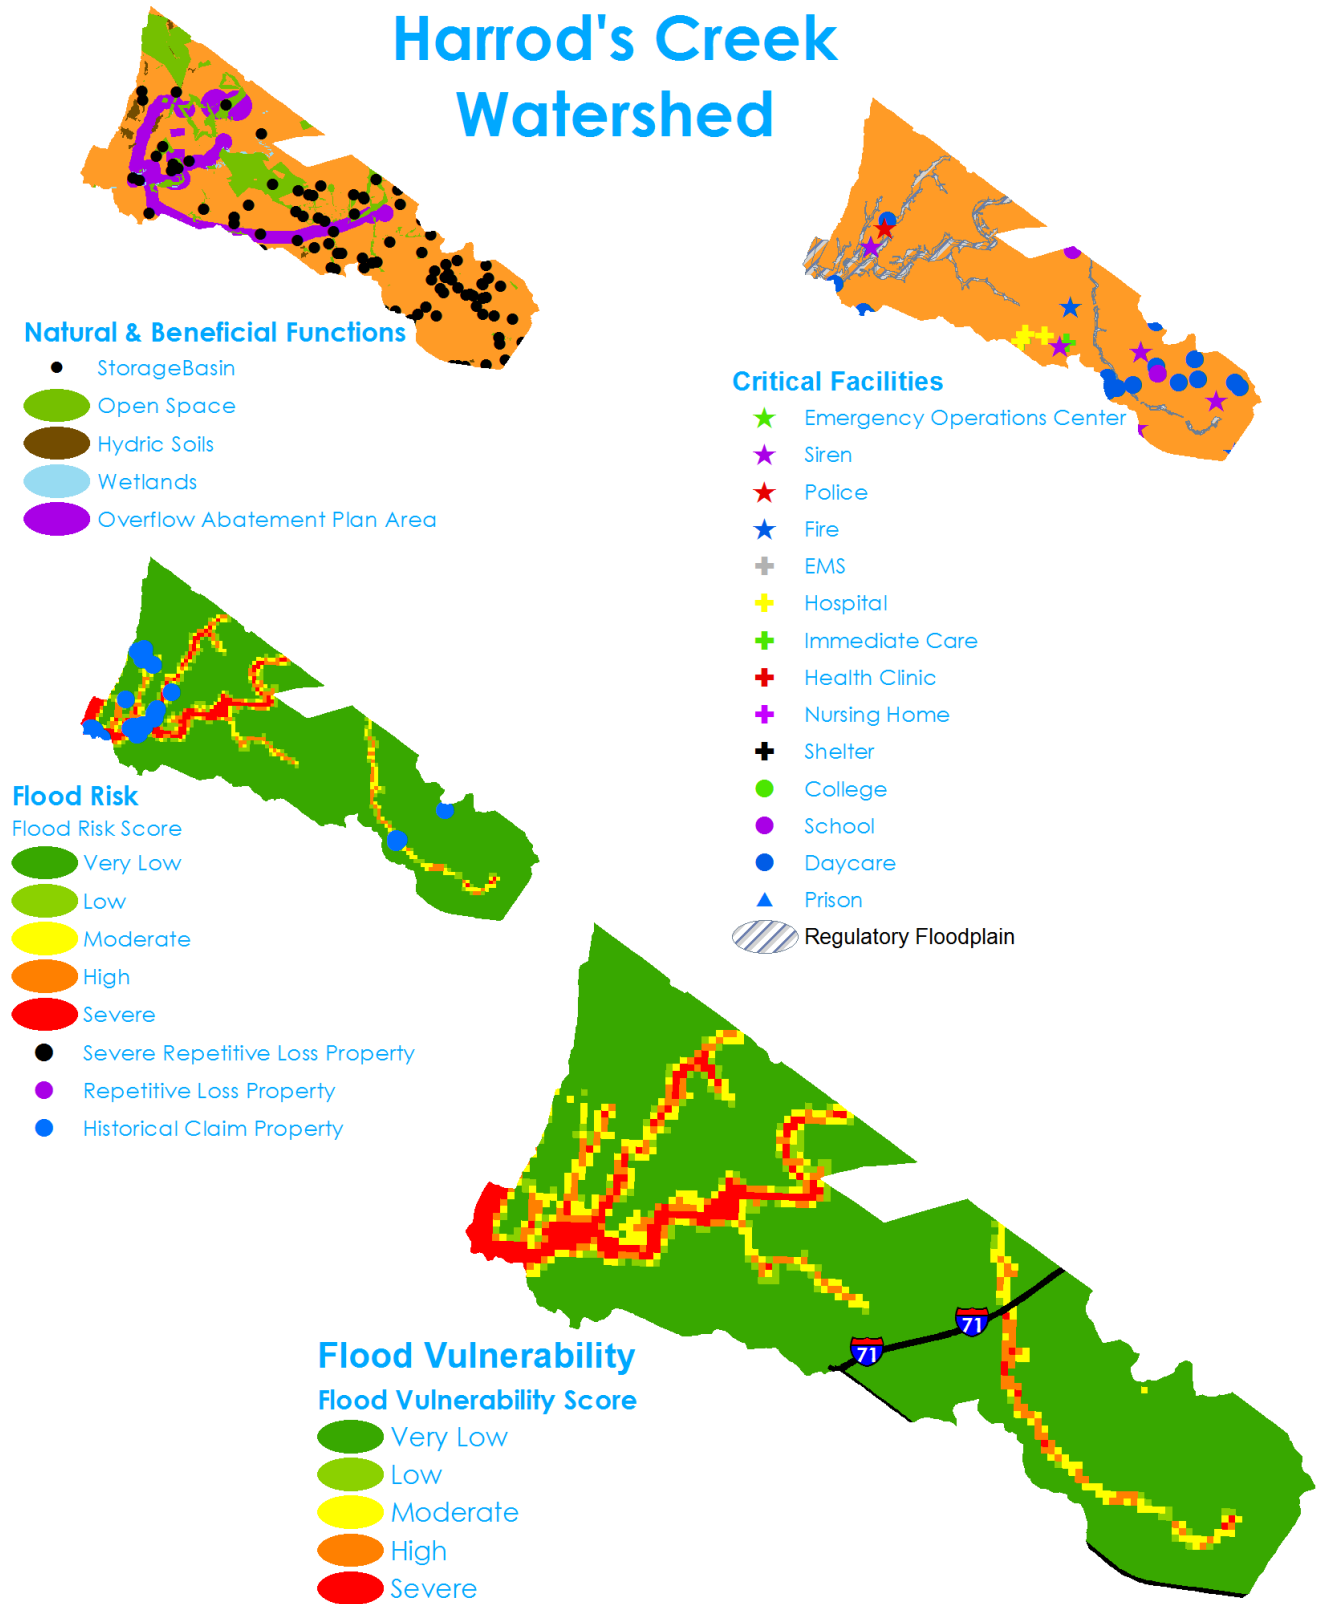 Harrod's Creek
Watershed
Natural & Beneficial Functions
StorageBasin
Open Space
Hydric Soils
Wetlands
Overflow Abatement Plan Area
Critical Facilities
Emergency Operations Center
Siren
Police
Fire
EMS
Hospital
Immediate Care
Health Clinic
Nursing Home
Shelter
College
School
Daycare
Prison
Regulatory Floodplain
Flood Risk
Flood Risk Score
Very Low
Low
Moderate
High
Severe
Severe Repetitive Loss Property
Repetitive Loss Property
Historical Claim Property
71
71
Flood Vulnerability
Flood Vulnerability Score
Very Low
Low
Moderate
High
Severe